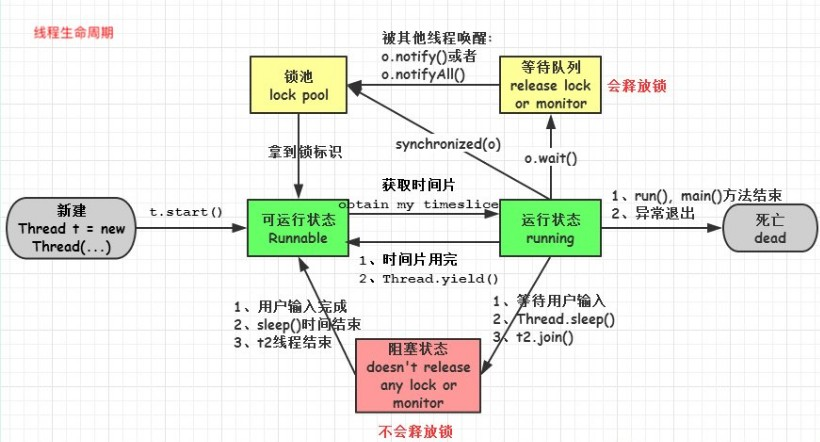 线程生命周期
被其他线程唤醒:
o.notify()或者
o.notifyAll()
锁池
lock pool
等待队列
release lock
or monitor
会释放锁
拿到锁标识
synchronized(o)
o.wait()
新建
Thread t = new
Thread(...)
t.start()
可运行状态
Runnable
获取时间片
obtain my timeslice
运行状态
running
1、run(), main()方法结束
2、异常退出
死亡
dead
1、时间片用完
2、Thread.yield()
1、用户输入完成
2、sleep()时间结束
3、t2线程结束
1、等待用户输入
2、Thread.sleep()
3、t2.join()
阻塞状态
doesn't release
any lock or
monitor
不会释放锁